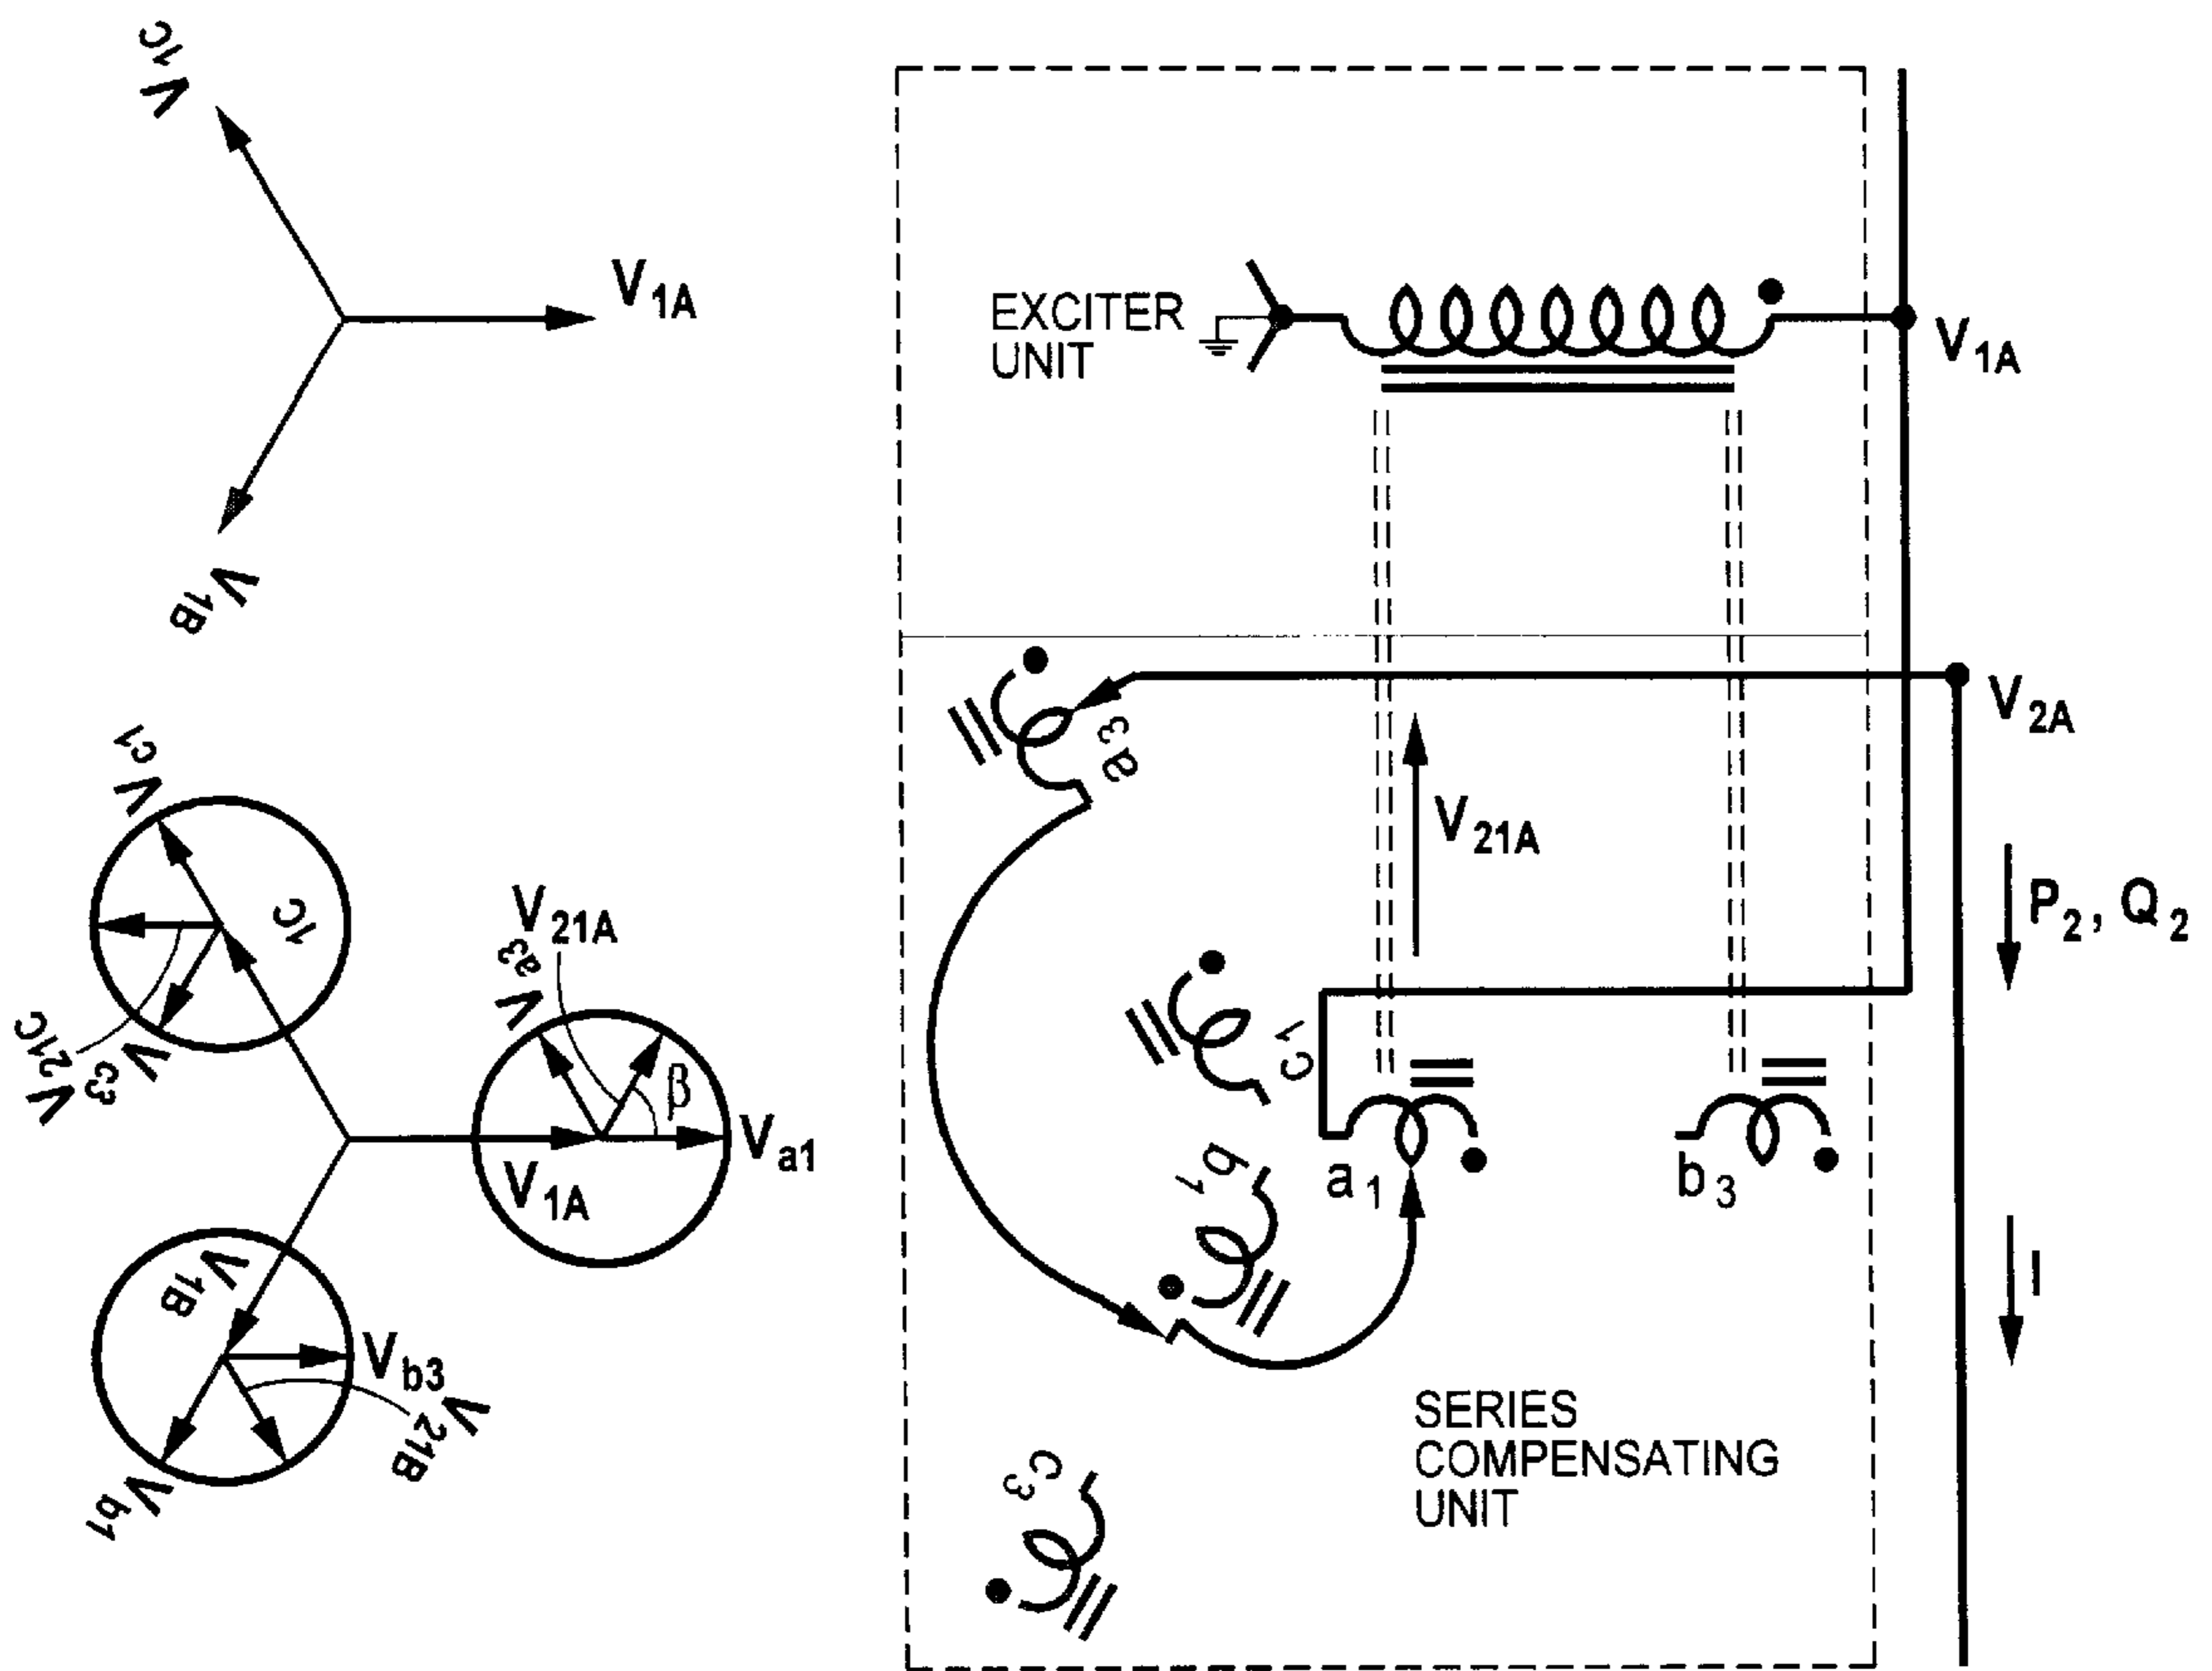 V1C
V1A
V1B
EXCITER
UNIT
V1A
V2A
a3
V21A
P2, Q2
Vc1
V1C
Vc3
V21C
V21A
Va3
β
Va1
V1A
c1
a1
b3
b1
I
V1B
Vb3
V21B
Vb1
SERIES
COMPENSATING
UNIT
c3